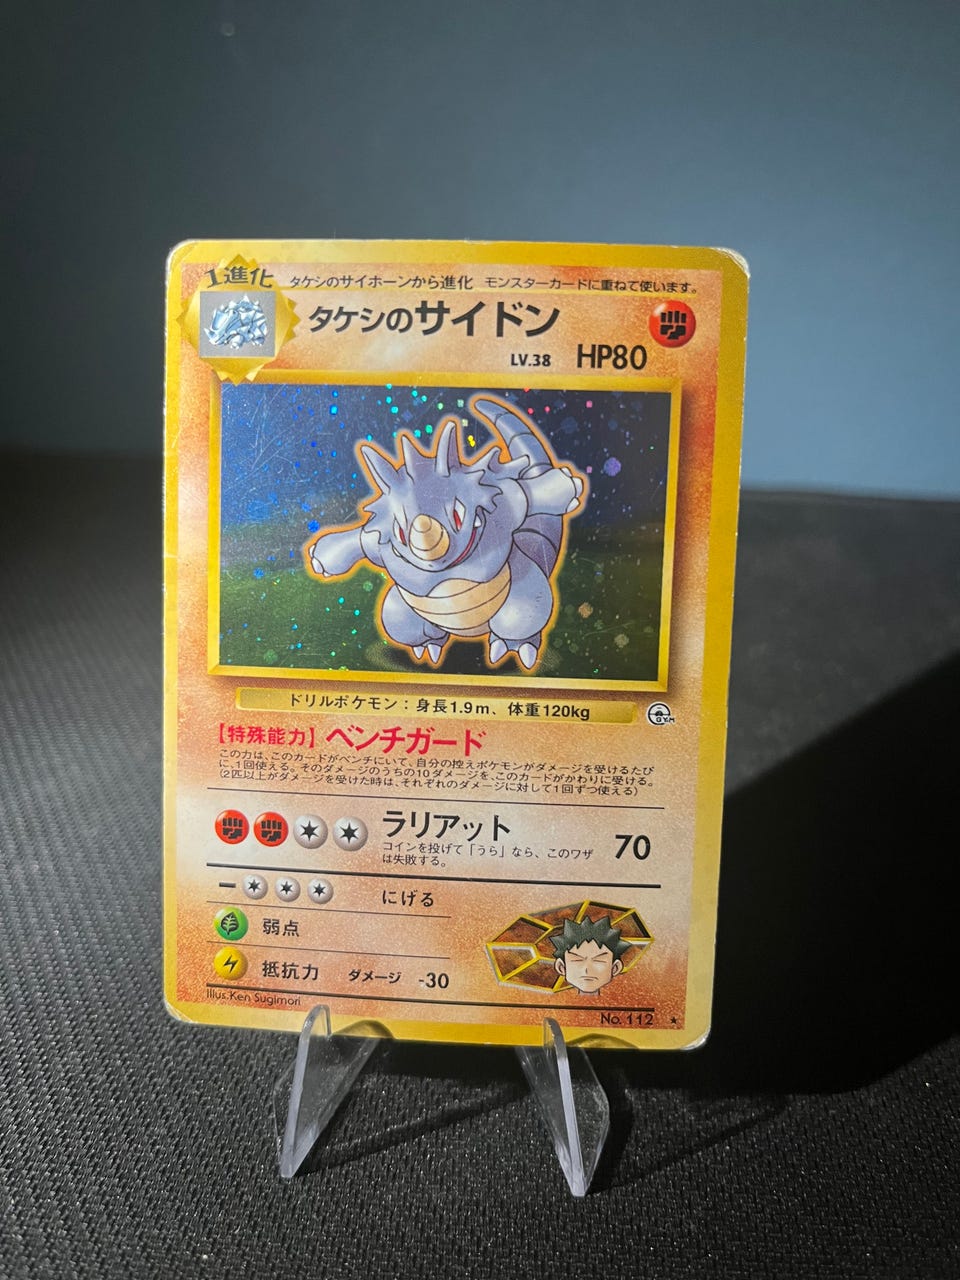 1進化 タケシのサイホーンから進化 モンスターカードに重ねて使います。
タケシのサイドン
LV.38 HP80
ドリルポケモン：身長1.9m、体重120kg
GYM
【特殊能力】ベンチガード
この力は、このカードがベンチにいて、自分の控えポケモンがダメージを受けるたび
に、1回使える。そのダメージのうちの10ダメージを、このカードがかわりに受ける。
（2匹以上がダメージを受けた時は、それぞれのダメージに対して1回ずつ使える）
ラリアット 70
コインを投げて「うら」なら、このワザ
は失敗する。
ー にげる
弱点
抵抗力 ダメージ -30
Illus.Ken Sugimori
No. 112 ★